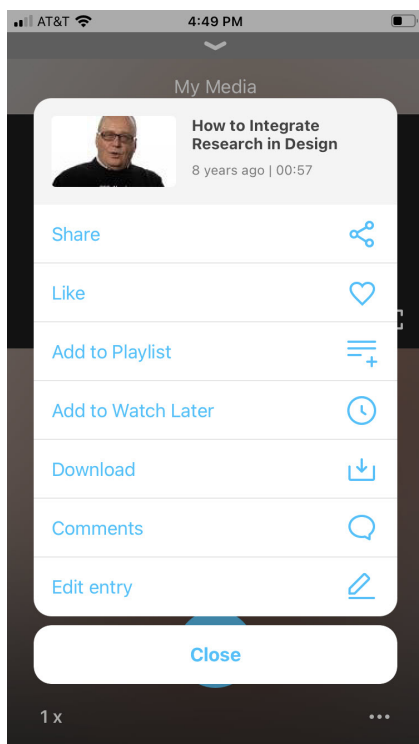 AT&T 4:49 PM
My Media
How to Integrate
Research in Design
8 years ago | 00:57
Share
Like
Add to Playlist
Add to Watch Later
Download
Comments
Edit entry
Close
1 x